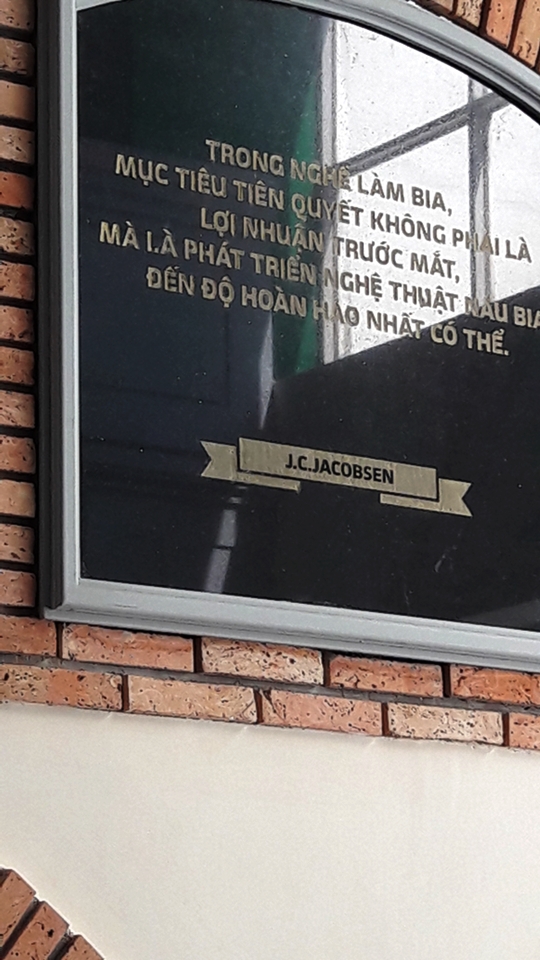 TRONG NGHỀ LÀM BIA,
MỤC TIÊU TIÊN QUYẾT KHÔNG PHẢI LÀ
LỢI NHUẬN TRƯỚC MẮT,
MÀ LÀ PHÁT TRIỂN NGHỆ THUẬT NẤU BIA
ĐẾN ĐỘ HOÀN HẢO NHẤT CÓ THỂ.
J.C.JACOBSEN